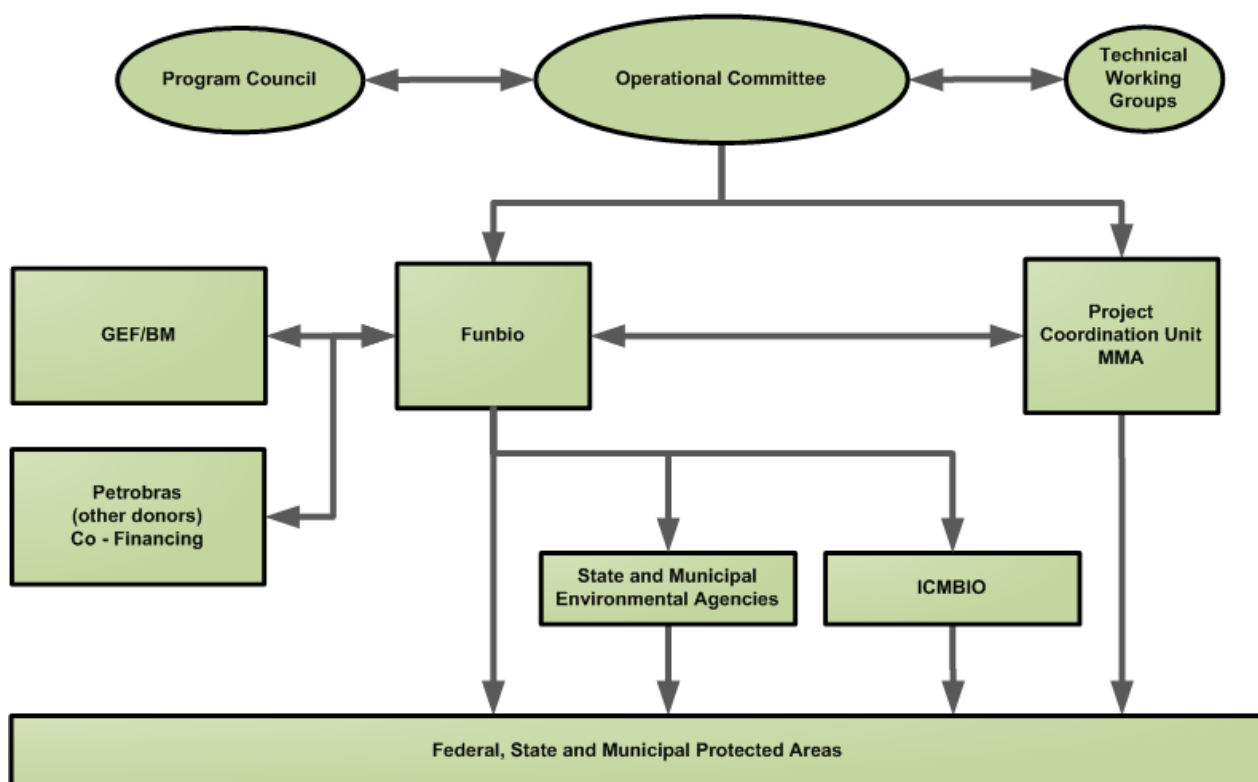 Program Council
Operational Committee
Technical
Working
Groups
GEF/BM
Funbio
Project
Coordination Unit
MMA
Petrobras
(other donors)
Co - Financing
State and Municipal
Environmental Agencies
ICMBIO
Federal, State and Municipal Protected Areas